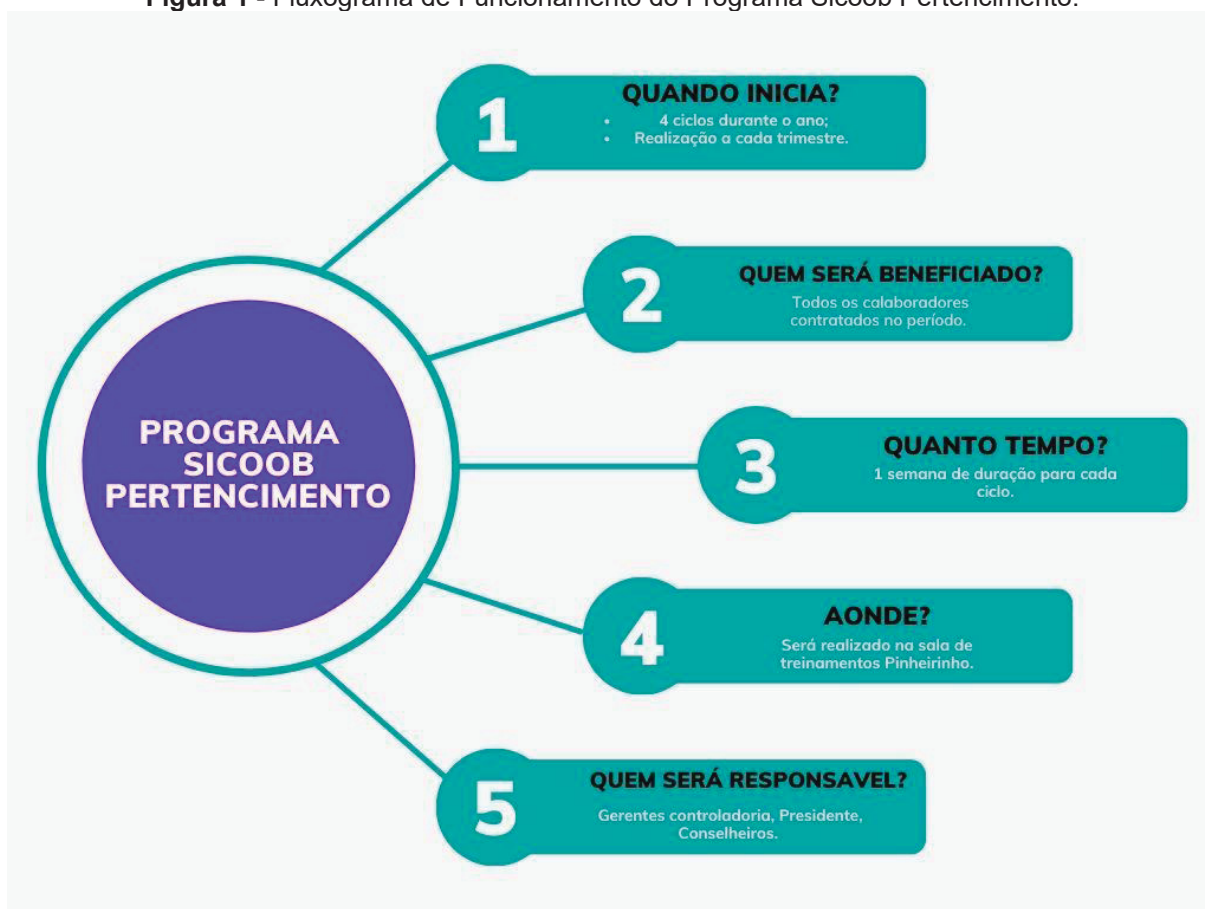 Figura 1 - Fluxograma de Funcionamento do Programa Sicoob Pertencimento.
1
QUANDO INICIA?
• 4 ciclos durante o ano;
• Realização a cada trimestre.
2
QUEM SERÁ BENEFICIADO?
Todos os calaboradores
contratados no período.
PROGRAMA
SICOOB
PERTENCIMENTO
3
QUANTO TEMPO?
1 semana de duração para cada
ciclo.
4
AONDE?
Será realizado na sala de
treinamentos Pinheirinho.
5
QUEM SERÁ RESPONSAVEL?
Gerentes controladoria, Presidente,
Conselheiros.